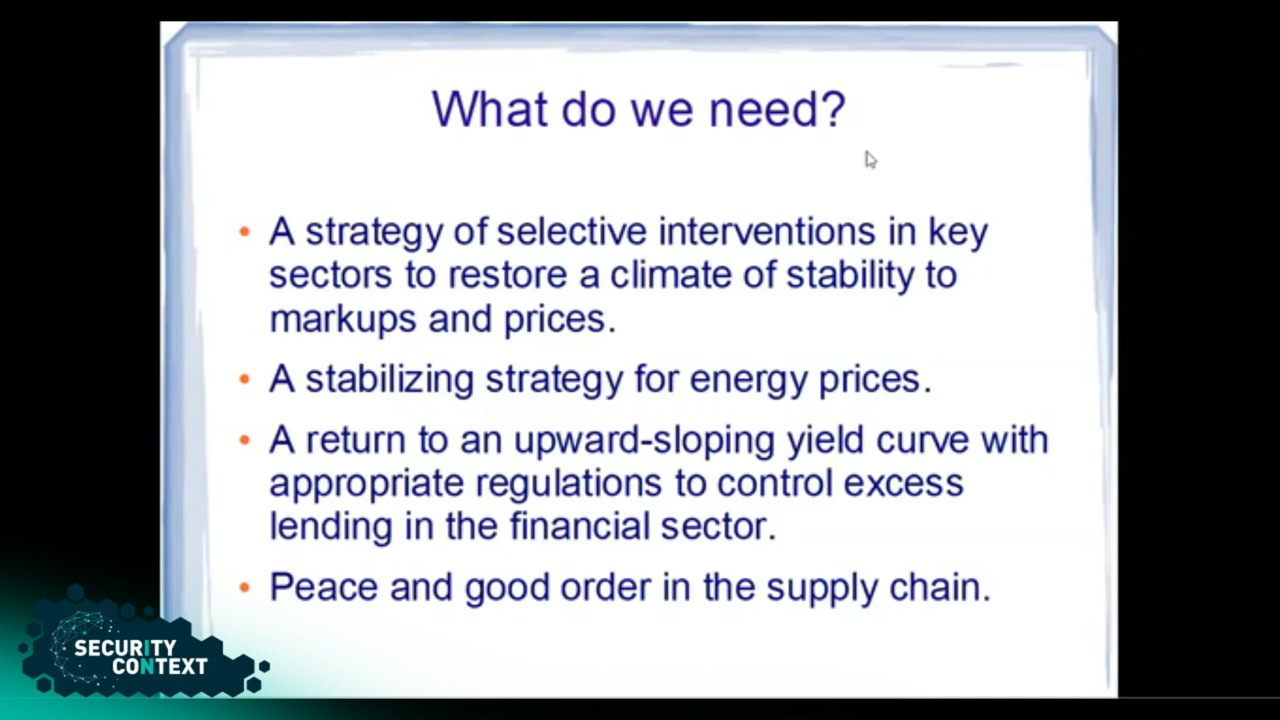 What do we need?
• A strategy of selective interventions in key
sectors to restore a climate of stability to
markups and prices.
• A stabilizing strategy for energy prices.
• A return to an upward-sloping yield curve with
appropriate regulations to control excess
lending in the financial sector.
• Peace and good order in the supply chain.
SECURITY
CONTEXT